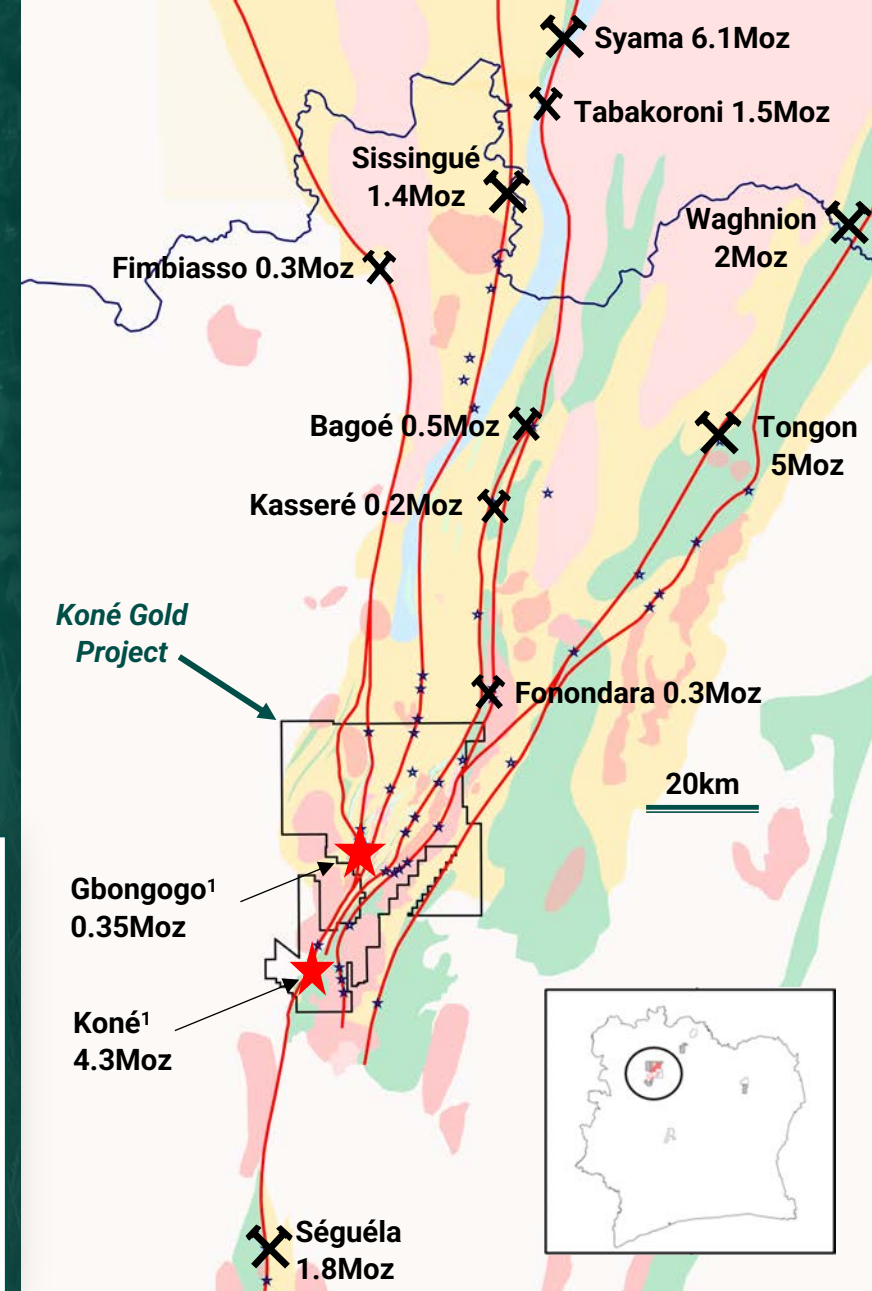 Syama 6.1Moz
Tabakoroni 1.5Moz
Sissingué
1.4Moz
Waghnion
2Moz
Fimbiasso 0.3Moz
Bagoé 0.5Moz
Tongon
5Moz
Kasseré 0.2Moz
Koné Gold
Project
Fonondara 0.3Moz
20km
Gbongogo¹
0.35Moz
Koné¹
4.3Moz
Séguéla
1.8Moz